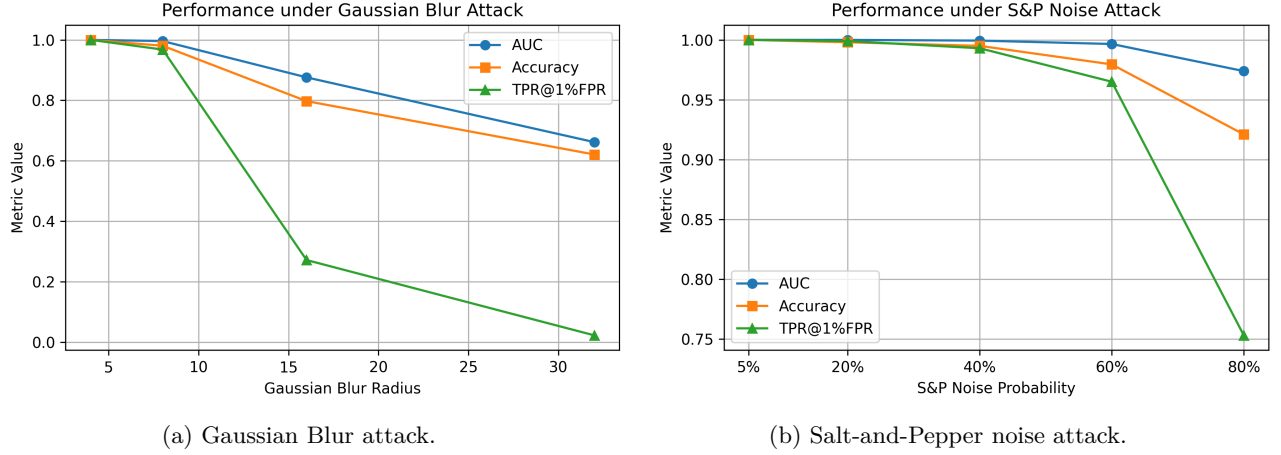 Performance under Gaussian Blur Attack
1.0
0.8
0.6
0.4
0.2
0.0
Metric Value
AUC
Accuracy
TPR@1%FPR
5 10 15 20 25 30
Gaussian Blur Radius
(a) Gaussian Blur attack.
Performance under S&P Noise Attack
1.00
0.95
0.90
0.85
0.80
0.75
Metric Value
AUC
Accuracy
TPR@1%FPR
5% 20% 40% 60% 80%
S&P Noise Probability
(b) Salt-and-Pepper noise attack.